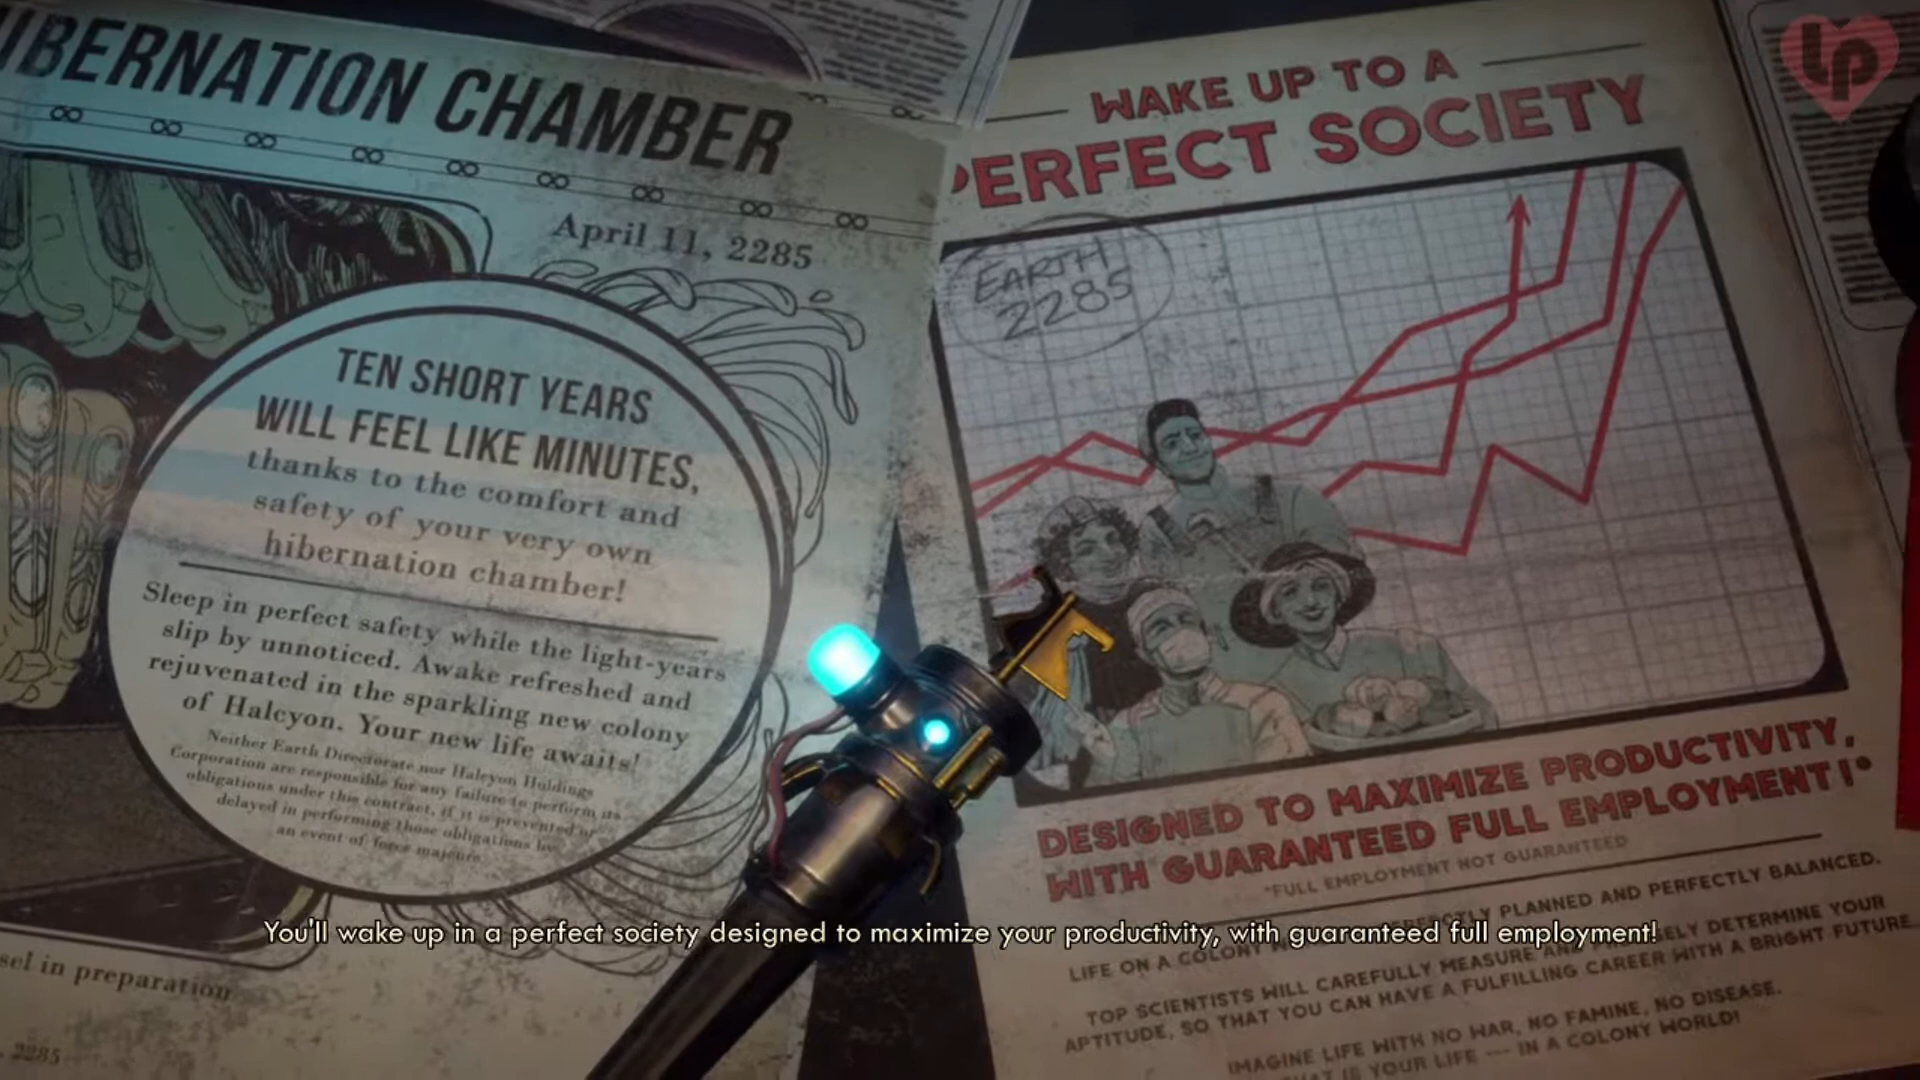 IBERNATION CHAMBER
April 11, 2285
TEN SHORT YEARS
WILL FEEL LIKE MINUTES,
thanks to the comfort and
safety of your very own
hibernation chamber!
Sleep in perfect safety while the light-years
slip by unnoticed. Awake refreshed and
rejuvenated in the sparkling new colony
of Halcyon. Your new life awaits!
Neither Earth Directorate nor Halcyon Holdings
Corporation are responsible for any failure to perform its
obligations under this contract, if it is prevented or
delayed in performing those obligations by
an event of force majeure.
sel in preparation
2285
LP
WAKE UP TO A
PERFECT SOCIETY
EARTH
2285
DESIGNED TO MAXIMIZE PRODUCTIVITY,
WITH GUARANTEED FULL EMPLOYMENT!*
*FULL EMPLOYMENT NOT GUARANTEED
LIFE ON A COLONY PERFECTLY PLANNED AND PERFECTLY BALANCED.
TOP SCIENTISTS WILL CAREFULLY MEASURE AND DETERMINE YOUR
APTITUDE, SO THAT YOU CAN HAVE A FULFILLING CAREER WITH A BRIGHT FUTURE.
IMAGINE LIFE WITH NO WAR, NO FAMINE, NO DISEASE.
THAT IS YOUR LIFE — IN A COLONY WORLD!
You'll wake up in a perfect society designed to maximize your productivity, with guaranteed full employment!